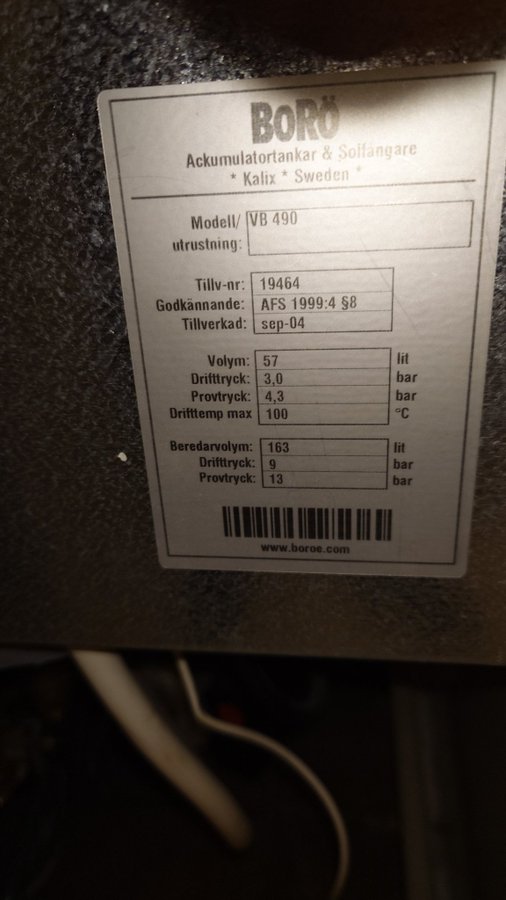 BORÖ
Ackumulatortankar & Solfångare
* Kalix * Sweden *
Modell/ VB 490
utrustning:
Tillv-nr: 19464
Godkännande: AFS 1999:4 §8
Tillverkad: sep-04
Volym: 57 lit
Drifttryck: 3,0 bar
Provtryck: 4,3 bar
Drifttemp max 100 °C
Beredarvolym: 163 lit
Drifttryck: 9 bar
Provtryck: 13 bar
www.boroe.com